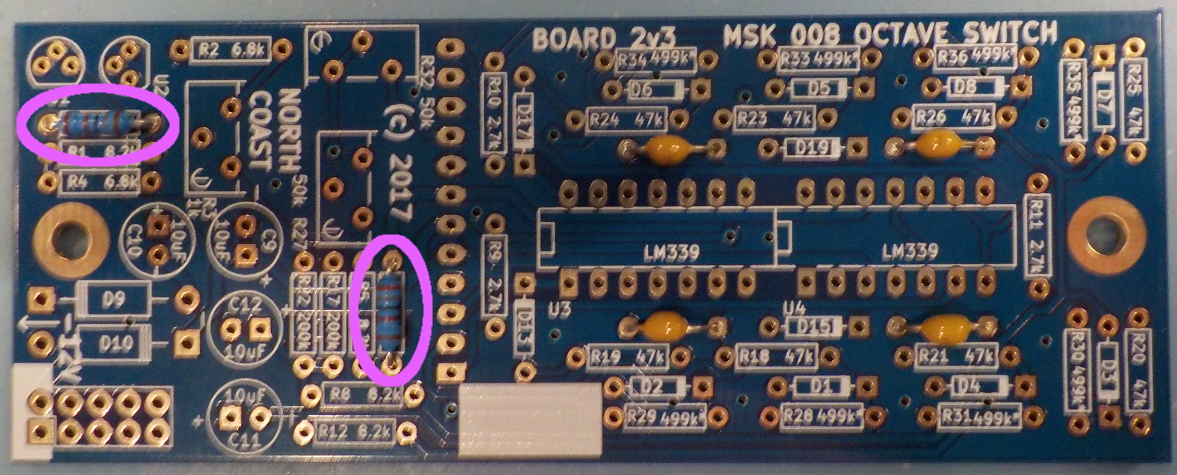 BOARD 2v3
MSK 008 OCTAVE SWITCH
R2 6.8k
U2
R1 8.2k
R4 6.8k
NORTH
COAST
(c) 2017
R32 50k
R10 2.7k
D17
R34 499k*
R33 499k*
R36 499k*
D6
D5
D8
R24 47k
R23 47k
R26 47k
D19
R35 499k*
D7
R25 47k
1k
50k
R27
C10
10uF
10uF
C9
R9 2.7k
D13
LM339
LM339
R11 2.7k
U3
U4
D9
D10
-12V
C12
10uF
200k
200k
R8 8.2k
R12 8.2k
10uF
C11
D15
R19 47k
R18 47k
R21 47k
D2
D1
D4
R29 499k*
R28 499k*
R31 499k*
R30 499k*
D3
R20 47k